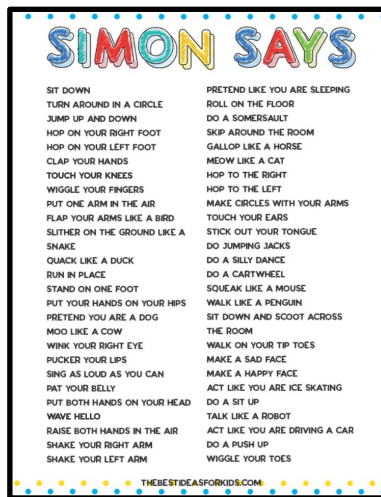 SIMON SAYS
SIT DOWN
TURN AROUND IN A CIRCLE
JUMP UP AND DOWN
HOP ON YOUR RIGHT FOOT
HOP ON YOUR LEFT FOOT
CLAP YOUR HANDS
TOUCH YOUR KNEES
WIGGLE YOUR FINGERS
PUT ONE ARM IN THE AIR
FLAP YOUR ARMS LIKE A BIRD
SLITHER ON THE GROUND LIKE A
SNAKE
QUACK LIKE A DUCK
RUN IN PLACE
STAND ON ONE FOOT
PUT YOUR HANDS ON YOUR HIPS
PRETEND YOU ARE A DOG
MOO LIKE A COW
WINK YOUR RIGHT EYE
PUCKER YOUR LIPS
SING AS LOUD AS YOU CAN
PAT YOUR BELLY
PUT BOTH HANDS ON YOUR HEAD
WAVE HELLO
RAISE BOTH HANDS IN THE AIR
SHAKE YOUR RIGHT ARM
SHAKE YOUR LEFT ARM
PRETEND LIKE YOU ARE SLEEPING
ROLL ON THE FLOOR
DO A SOMERSAULT
SKIP AROUND THE ROOM
GALLOP LIKE A HORSE
MEOW LIKE A CAT
HOP TO THE RIGHT
HOP TO THE LEFT
MAKE CIRCLES WITH YOUR ARMS
TOUCH YOUR EARS
STICK OUT YOUR TONGUE
DO JUMPING JACKS
DO A SILLY DANCE
DO A CARTWHEEL
SQUEAK LIKE A MOUSE
WALK LIKE A PENGUIN
SIT DOWN AND SCOOT ACROSS
THE ROOM
WALK ON YOUR TIP TOES
MAKE A SAD FACE
MAKE A HAPPY FACE
ACT LIKE YOU ARE ICE SKATING
DO A SIT UP
TALK LIKE A ROBOT
ACT LIKE YOU ARE DRIVING A CAR
DO A PUSH UP
WIGGLE YOUR TOES
THEBESTIDEASFORKIDS.COM